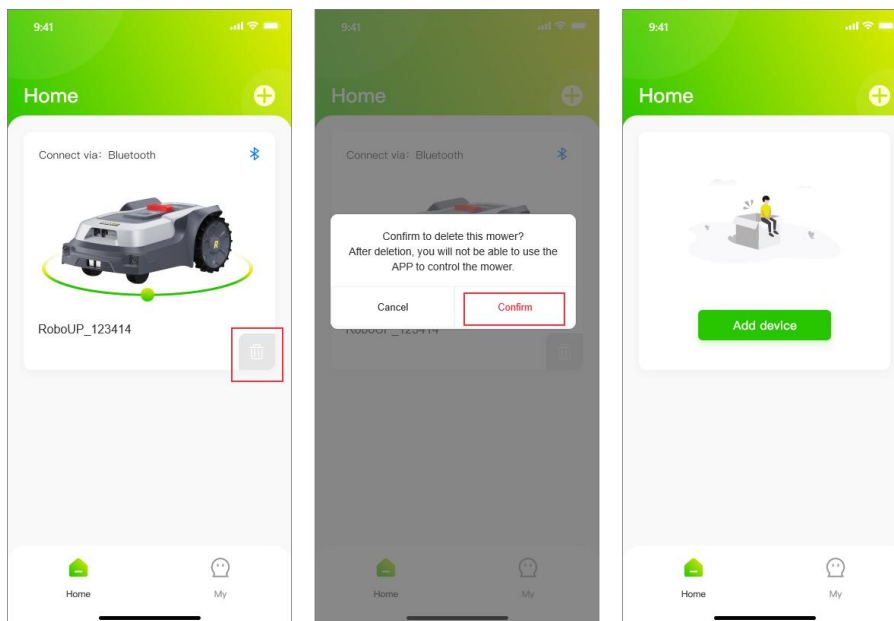 9:41
Home
Connect via: Bluetooth
R
RoboUP_123414
Home
My
9:41
Home
Connect via: Bluetooth
Confirm to delete this mower?
After deletion, you will not be able to use the
APP to control the mower.
Cancel
Confirm
RoboUP_123414
Home
My
9:41
Home
Add device
Home
My